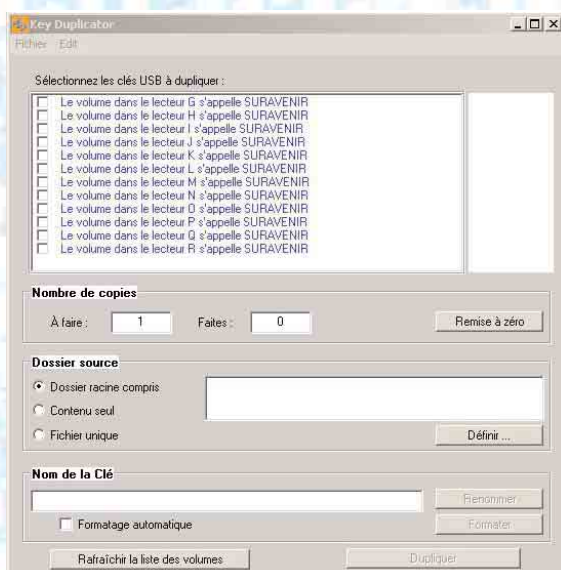 Key Duplicator
Fichier Edit
Sélectionnez les clés USB à dupliquer :
Le volume dans le lecteur G s'appelle SURAVENIR
Le volume dans le lecteur H s'appelle SURAVENIR
Le volume dans le lecteur I s'appelle SURAVENIR
Le volume dans le lecteur J s'appelle SURAVENIR
Le volume dans le lecteur K s'appelle SURAVENIR
Le volume dans le lecteur L s'appelle SURAVENIR
Le volume dans le lecteur M s'appelle SURAVENIR
Le volume dans le lecteur N s'appelle SURAVENIR
Le volume dans le lecteur O s'appelle SURAVENIR
Le volume dans le lecteur P s'appelle SURAVENIR
Le volume dans le lecteur Q s'appelle SURAVENIR
Le volume dans le lecteur R s'appelle SURAVENIR
Nombre de copies
À faire : 1 Faites : 0 Remise à zéro
Dossier source
Dossier racine compris
Contenu seul
Fichier unique Définir ...
Nom de la Clé
Renommer
Formatage automatique Formater
Rafraîchir la liste des volumes Dupliquer